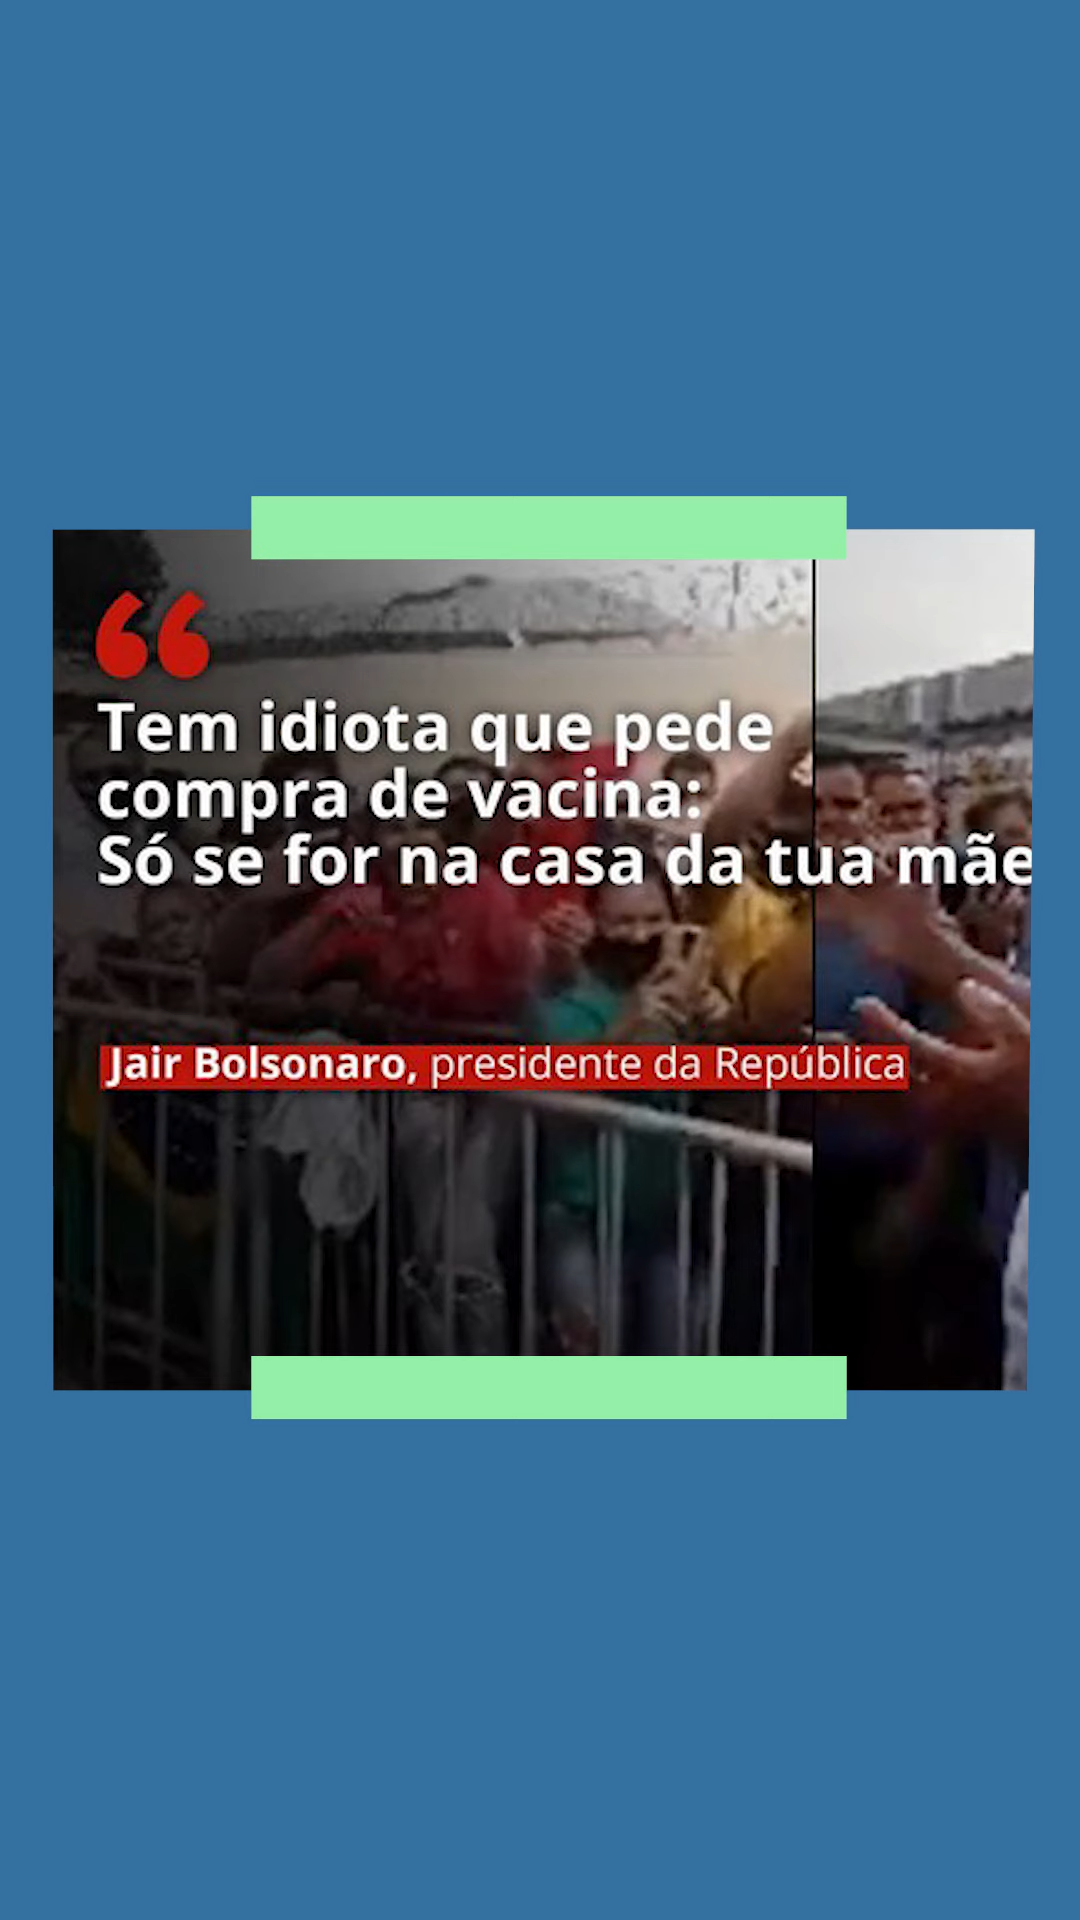 “
Tem idiota que pede
compra de vacina:
Só se for na casa da tua mãe
Jair Bolsonaro, presidente da República